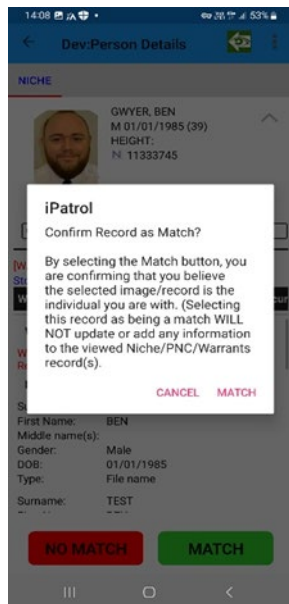 14:08
53%
Dev:Person Details
NICHE
GWYER, BEN
M 01/01/1985 (39)
HEIGHT:
N 11333745
iPatrol
Confirm Record as Match?
By selecting the Match button, you
are confirming that you believe
the selected image/record is the
individual you are with. (Selecting
this record as being a match WILL
NOT update or add any information
to the viewed Niche/PNC/Warrants
record(s).
CANCEL MATCH
First Name: BEN
Middle name(s):
Gender: Male
DOB: 01/01/1985
Type: File name
Surname: TEST
NO MATCH MATCH